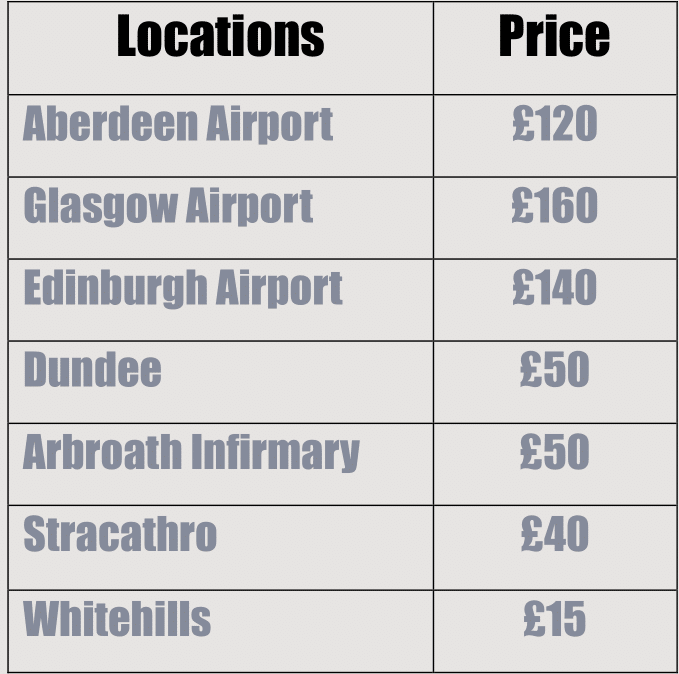 Locations Price
Aberdeen Airport £120
Glasgow Airport £160
Edinburgh Airport £140
Dundee £50
Arbroath Infirmary £50
Stracathro £40
Whitehills £15